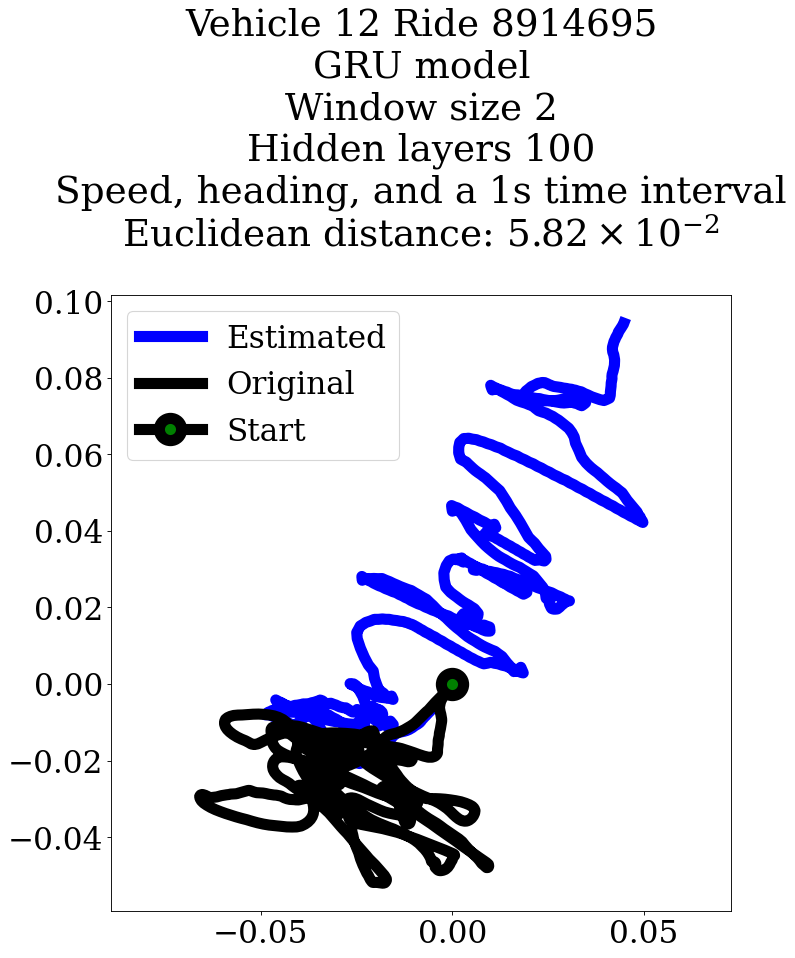 Vehicle 12 Ride 8914695
GRU model
Window size 2
Hidden layers 100
Speed, heading, and a 1s time interval
Euclidean distance: 5.82 × 10⁻²
Estimated
Original
Start
0.10
0.08
0.06
0.04
0.02
0.00
−0.02
−0.04
−0.05 0.00 0.05